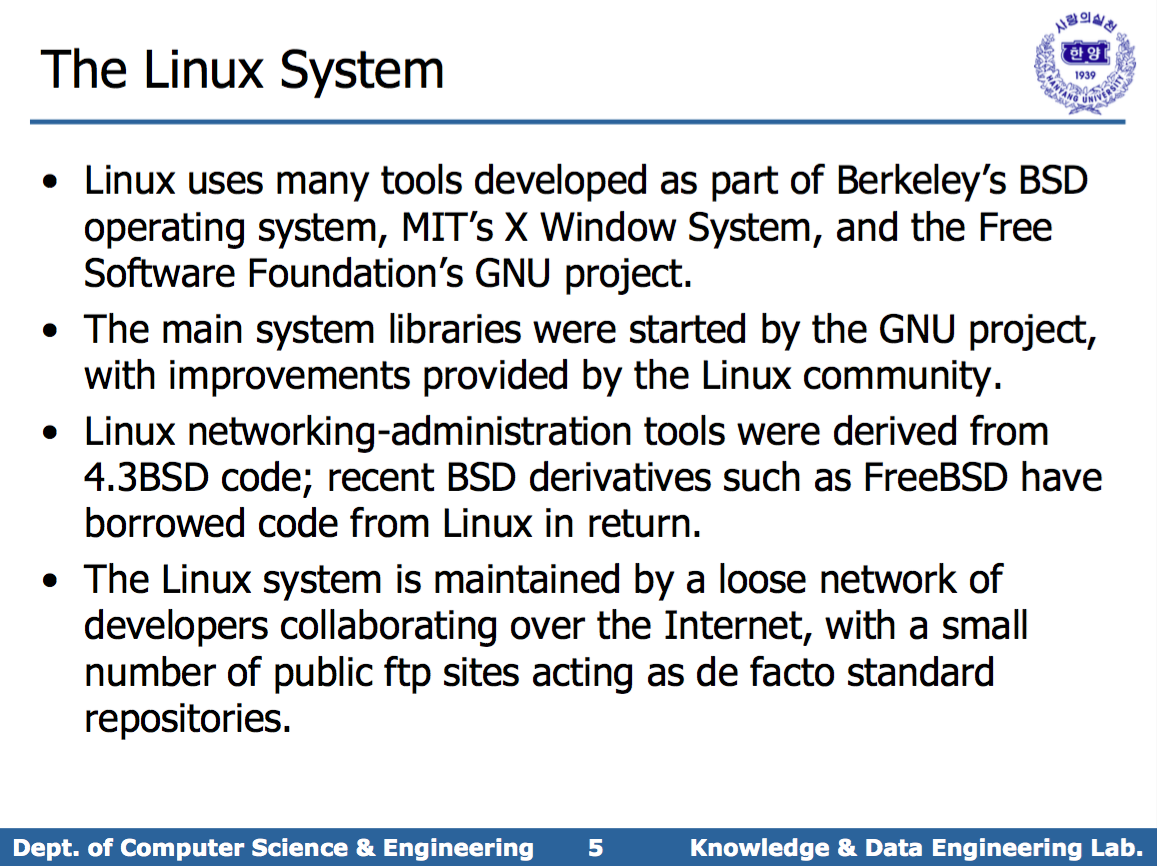 The Linux System
사랑의실천
한양
1939
HANYANG UNIVERSITY
• Linux uses many tools developed as part of Berkeley’s BSD
operating system, MIT’s X Window System, and the Free
Software Foundation’s GNU project.
• The main system libraries were started by the GNU project,
with improvements provided by the Linux community.
• Linux networking-administration tools were derived from
4.3BSD code; recent BSD derivatives such as FreeBSD have
borrowed code from Linux in return.
• The Linux system is maintained by a loose network of
developers collaborating over the Internet, with a small
number of public ftp sites acting as de facto standard
repositories.
Dept. of Computer Science & Engineering 5 Knowledge & Data Engineering Lab.